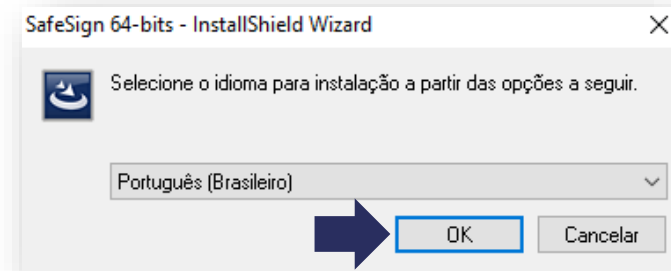 SafeSign 64-bits - InstallShield Wizard
Selecione o idioma para instalação a partir das opções a seguir.
Português (Brasileiro)
OK Cancelar